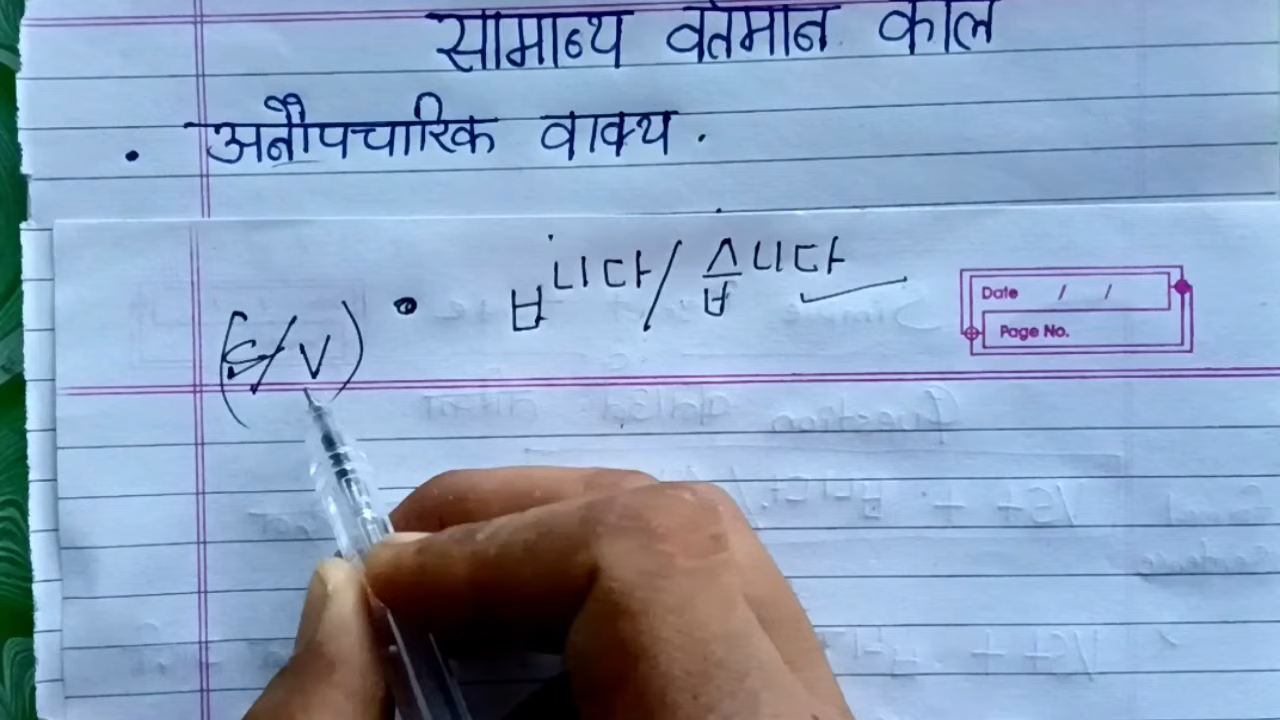 सामान्य वर्तमान काल
• अनौपचारिक वाक्य .
• ㅂ니다/습니다
(C/V)
Date / /
Page No.